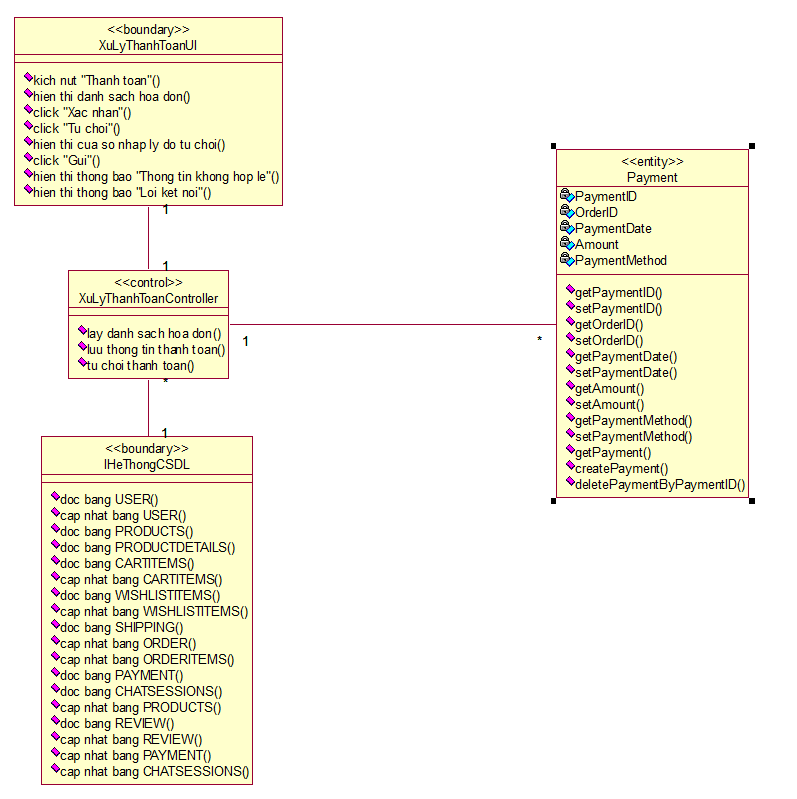 <<boundary>>
XuLyThanhToanUI
kich nut "Thanh toan"()
hien thi danh sach hoa don()
click "Xac nhan"()
click "Tu choi"()
hien thi cua so nhap ly do tu choi()
click "Gui"()
hien thi thong bao "Thong tin khong hop le"()
hien thi thong bao "Loi ket noi"()
1
1
<<control>>
XuLyThanhToanController
lay danh sach hoa don()
luu thong tin thanh toan()
tu choi thanh toan()
1
*
*
1
<<boundary>>
IHeThongCSDL
doc bang USER()
cap nhat bang USER()
doc bang PRODUCTS()
doc bang PRODUCTDETAILS()
doc bang CARTITEMS()
cap nhat bang CARTITEMS()
doc bang WISHLISTITEMS()
cap nhat bang WISHLISTITEMS()
doc bang SHIPPING()
cap nhat bang ORDER()
cap nhat bang ORDERITEMS()
doc bang PAYMENT()
doc bang CHATSESSIONS()
cap nhat bang PRODUCTS()
doc bang REVIEW()
cap nhat bang REVIEW()
cap nhat bang PAYMENT()
cap nhat bang CHATSESSIONS()
<<entity>>
Payment
PaymentID
OrderID
PaymentDate
Amount
PaymentMethod
getPaymentID()
setPaymentID()
getOrderID()
setOrderID()
getPaymentDate()
setPaymentDate()
getAmount()
setAmount()
getPaymentMethod()
setPaymentMethod()
getPayment()
createPayment()
deletePaymentByPaymentID()